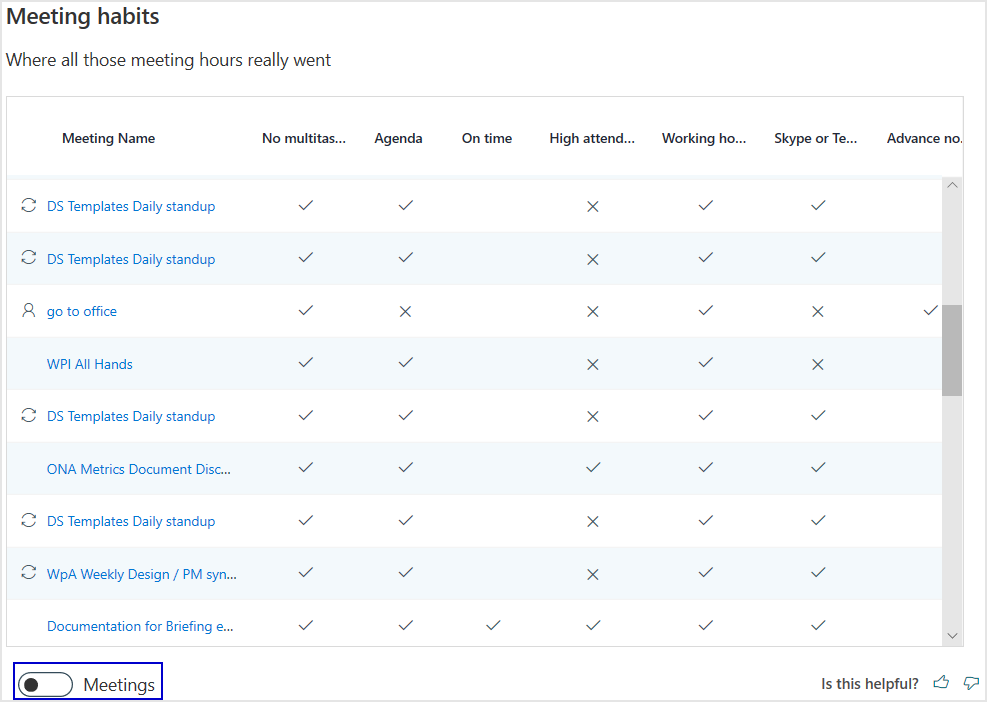 Meeting habits
Where all those meeting hours really went
Meeting Name No multitas... Agenda On time High attend... Working ho... Skype or Te... Advance no.
DS Templates Daily standup
DS Templates Daily standup
go to office
WPI All Hands
DS Templates Daily standup
ONA Metrics Document Disc...
DS Templates Daily standup
WpA Weekly Design / PM syn...
Documentation for Briefing e...
Meetings Is this helpful?